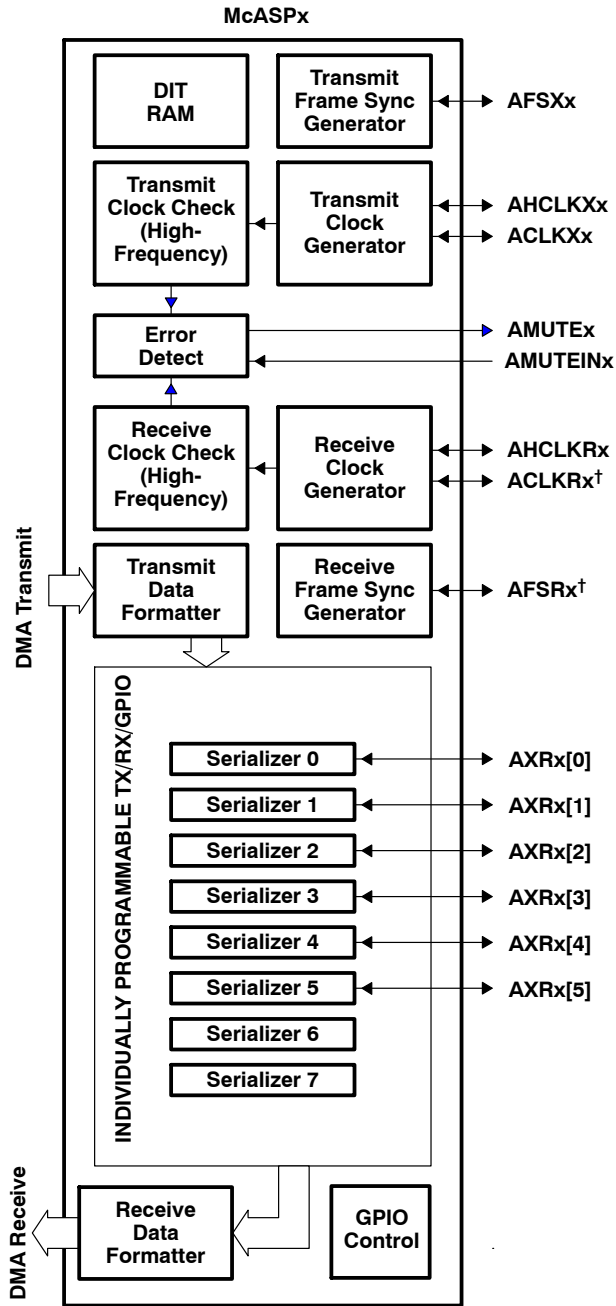 McASPx
DIT
RAM
Transmit
Frame Sync
Generator
AFSXx
Transmit
Clock Check
(High-
Frequency)
Transmit
Clock
Generator
AHCLKXx
ACLKXx
Error
Detect
AMUTEx
AMUTEINx
Receive
Clock Check
(High-
Frequency)
Receive
Clock
Generator
AHCLKRx
ACLKRx†
DMA Transmit
Transmit
Data
Formatter
Receive
Frame Sync
Generator
AFSRx†
INDIVIDUALLY PROGRAMMABLE TX/RX/GPIO
Serializer 0
AXRx[0]
Serializer 1
AXRx[1]
Serializer 2
AXRx[2]
Serializer 3
AXRx[3]
Serializer 4
AXRx[4]
Serializer 5
AXRx[5]
Serializer 6
Serializer 7
DMA Receive
Receive
Data
Formatter
GPIO
Control